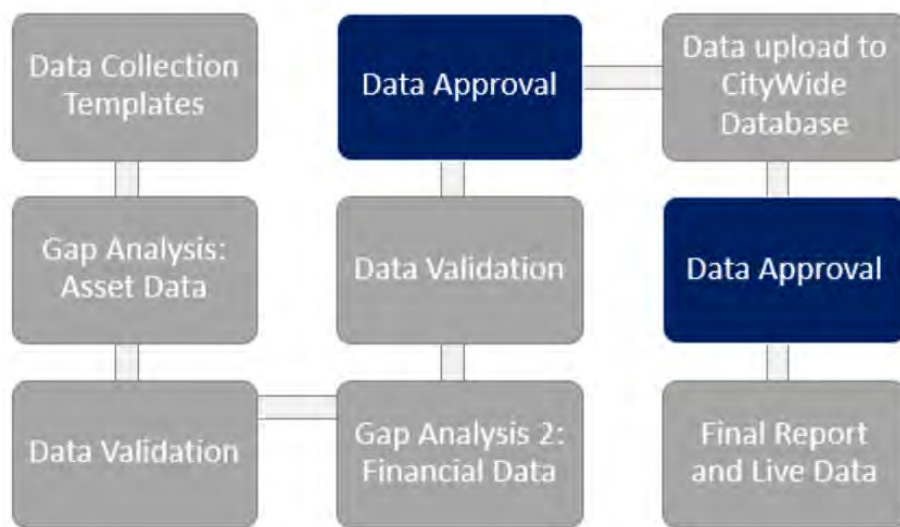 Data Collection
Templates
Gap Analysis:
Asset Data
Data Validation
Gap Analysis 2:
Financial Data
Data Validation
Data Approval
Data upload to
CityWide
Database
Data Approval
Final Report
and Live Data